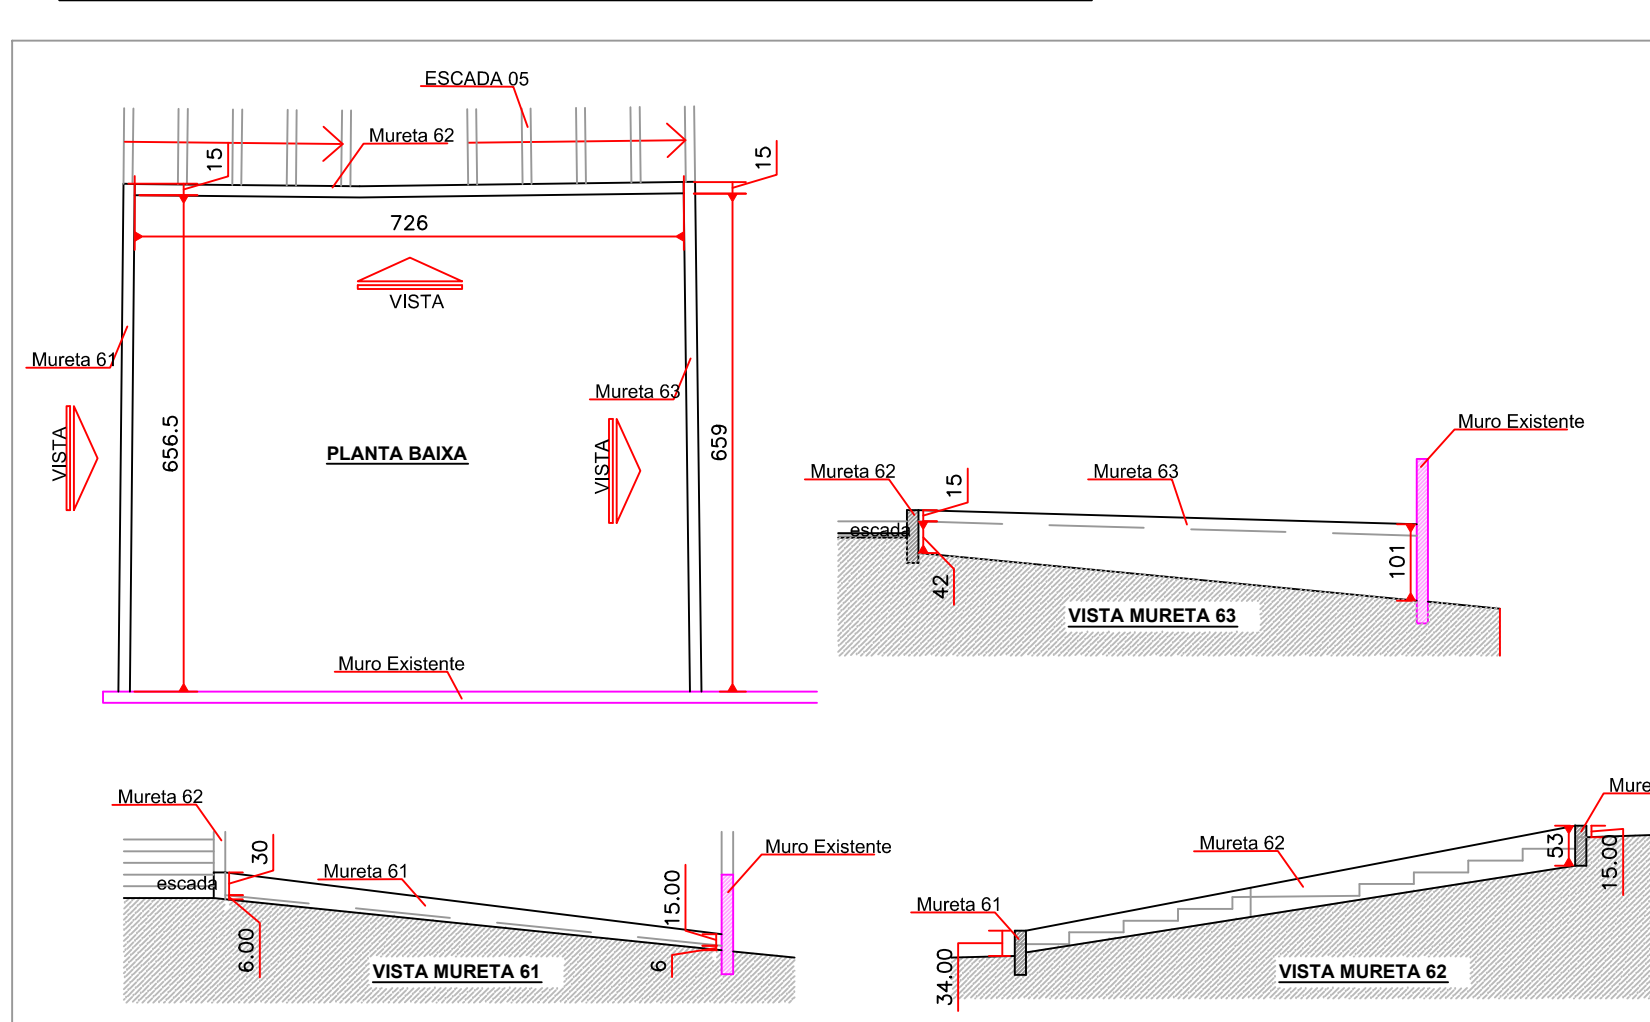 ESCADA 05
Mureta 62
15
15
726
VISTA
Mureta 61
Mureta 63
VISTA
656.5
PLANTA BAIXA
VISTA
659
Muro Existente
Muro Existente
Mureta 62
15
Mureta 63
escada
42
101
VISTA MURETA 63
Mureta 62
30
Mureta 61
escada
6.00
15.00
6
Muro Existente
VISTA MURETA 61
Mure
Mureta 62
53
15.00
Mureta 61
34.00
VISTA MURETA 62